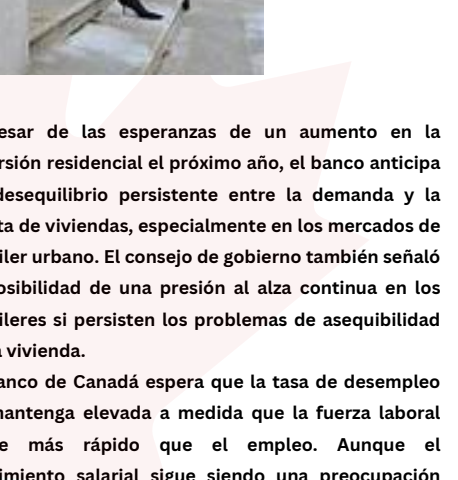 esar de las esperanzas de un aumento en la
rsión residencial el próximo año, el banco anticipa
desequilibrio persistente entre la demanda y la
ta de viviendas, especialmente en los mercados de
iler urbano. El consejo de gobierno también señaló
osibilidad de una presión al alza continua en los
ileres si persisten los problemas de asequibilidad
a vivienda.
anco de Canadá espera que la tasa de desempleo
mantenga elevada a medida que la fuerza laboral
e más rápido que el empleo. Aunque el
imiento salarial sigue siendo una preocupación